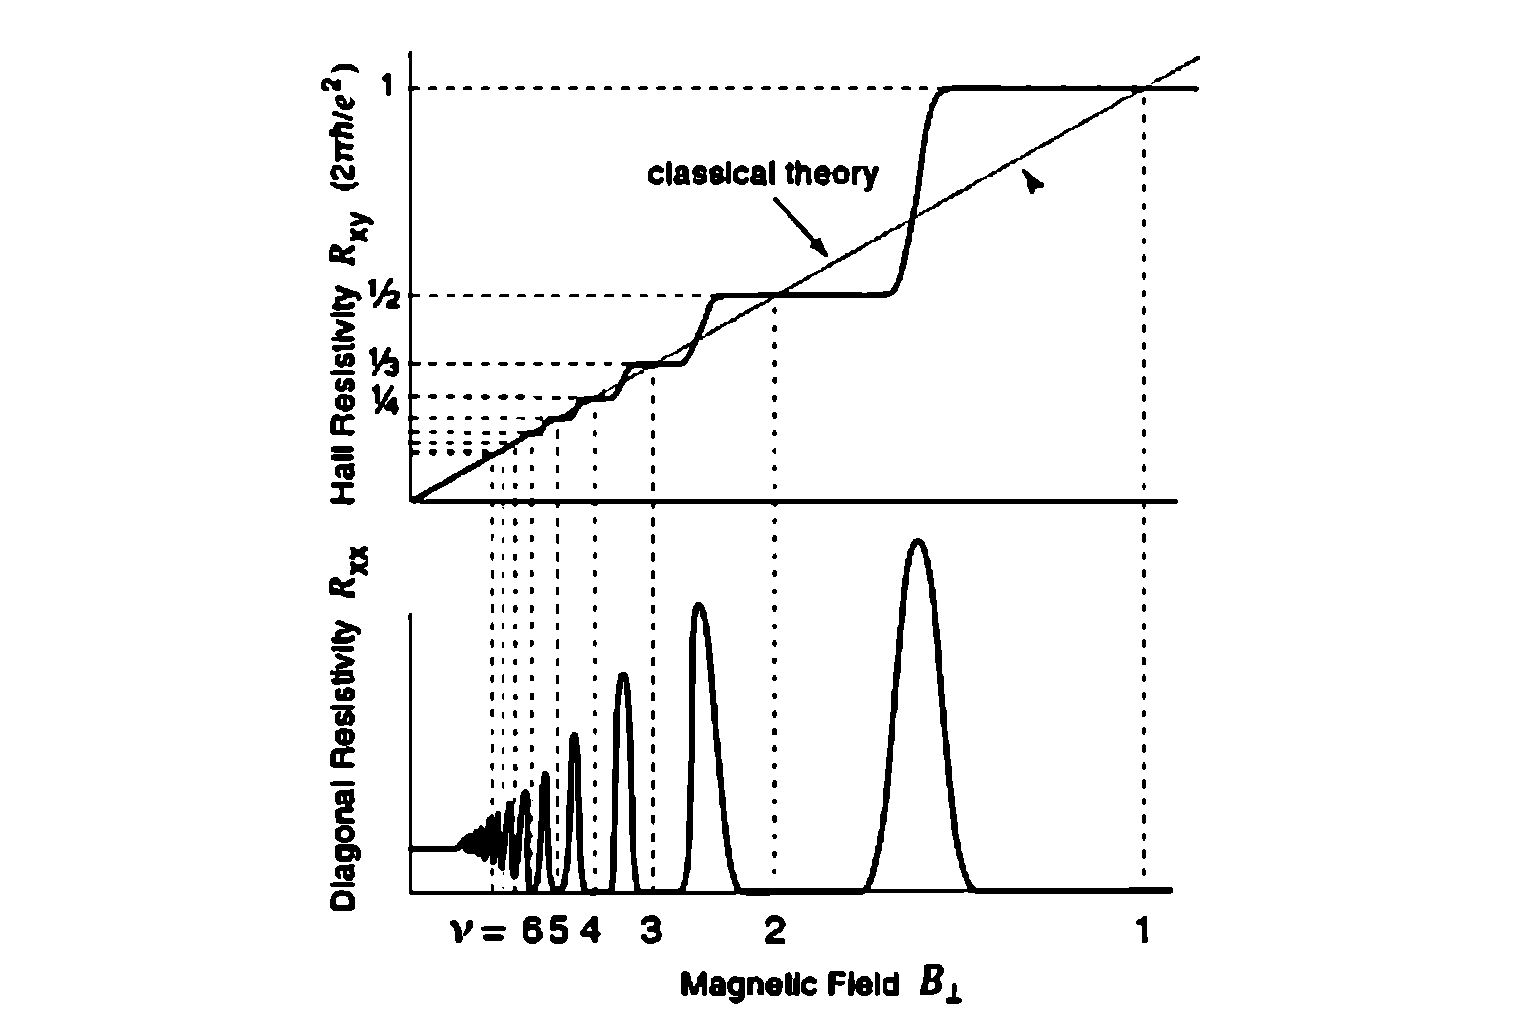 Hall Resistivity R_xy (2πħ/e²)
1
classical theory
1/2
1/3
1/4
Diagonal Resistivity R_xx
ν = 6 5 4 3 2 1
Magnetic Field B_⊥